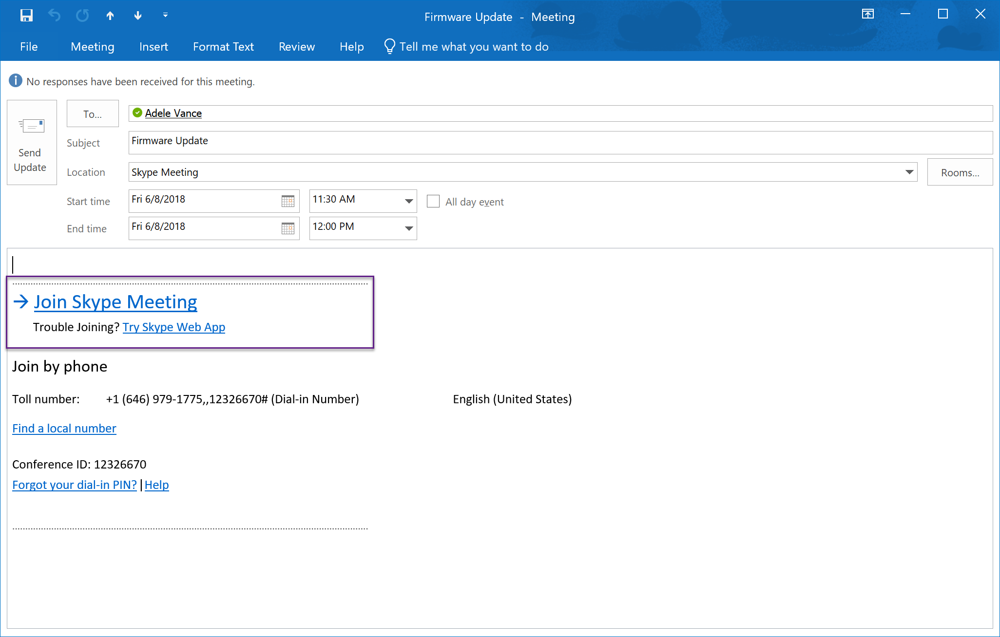 Firmware Update - Meeting
File Meeting Insert Format Text Review Help Tell me what you want to do
No responses have been received for this meeting.
To... Adele Vance
Subject Firmware Update
Send Update
Location Skype Meeting Rooms...
Start time Fri 6/8/2018 11:30 AM All day event
End time Fri 6/8/2018 12:00 PM
Join Skype Meeting
Trouble Joining? Try Skype Web App
Join by phone
Toll number: +1 (646) 979-1775,,12326670# (Dial-in Number) English (United States)
Find a local number
Conference ID: 12326670
Forgot your dial-in PIN? | Help